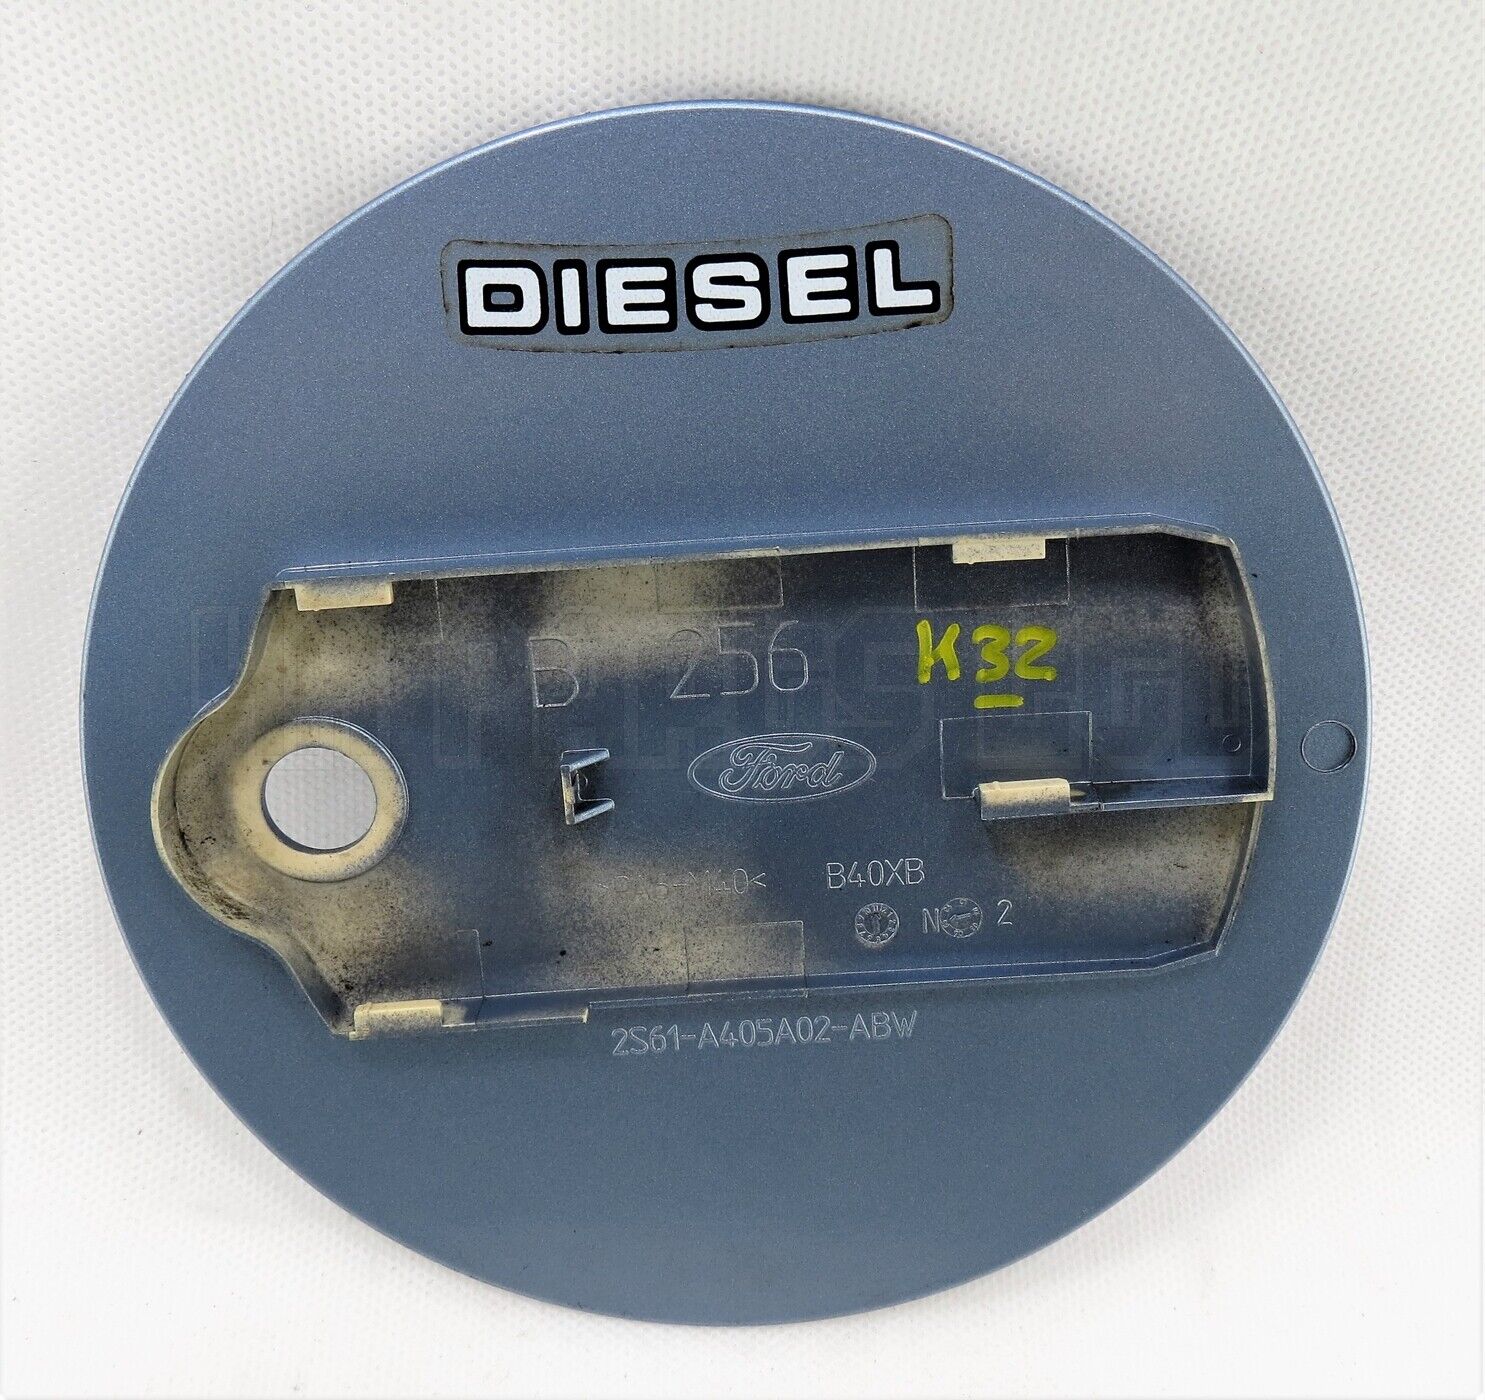 DIESEL
B 256 K32
Ford
B40XB
N 2
2S61-A405A02-ABW